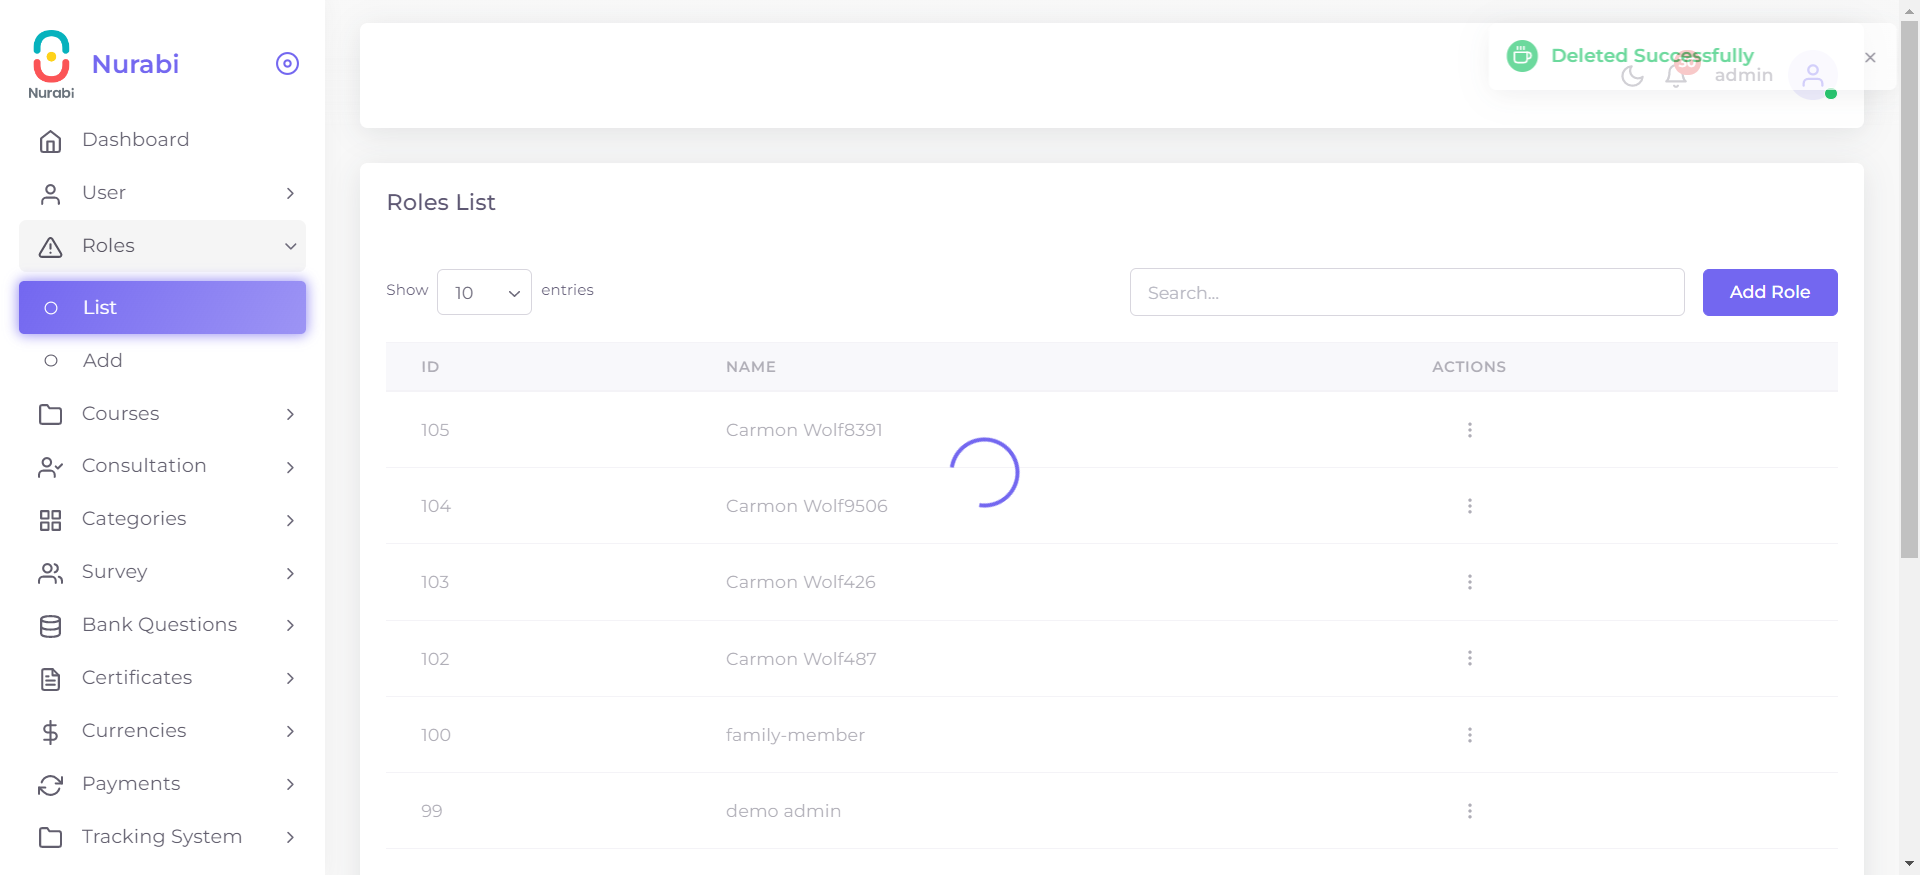 Nurabi
Nurabi
Dashboard
User
Roles
List
Add
Courses
Consultation
Categories
Survey
Bank Questions
Certificates
Currencies
Payments
Tracking System
Deleted Successfully
admin
Roles List
Show 10 entries
Search...
Add Role
ID NAME ACTIONS
105 Carmon Wolf8391
104 Carmon Wolf9506
103 Carmon Wolf426
102 Carmon Wolf487
100 family-member
99 demo admin